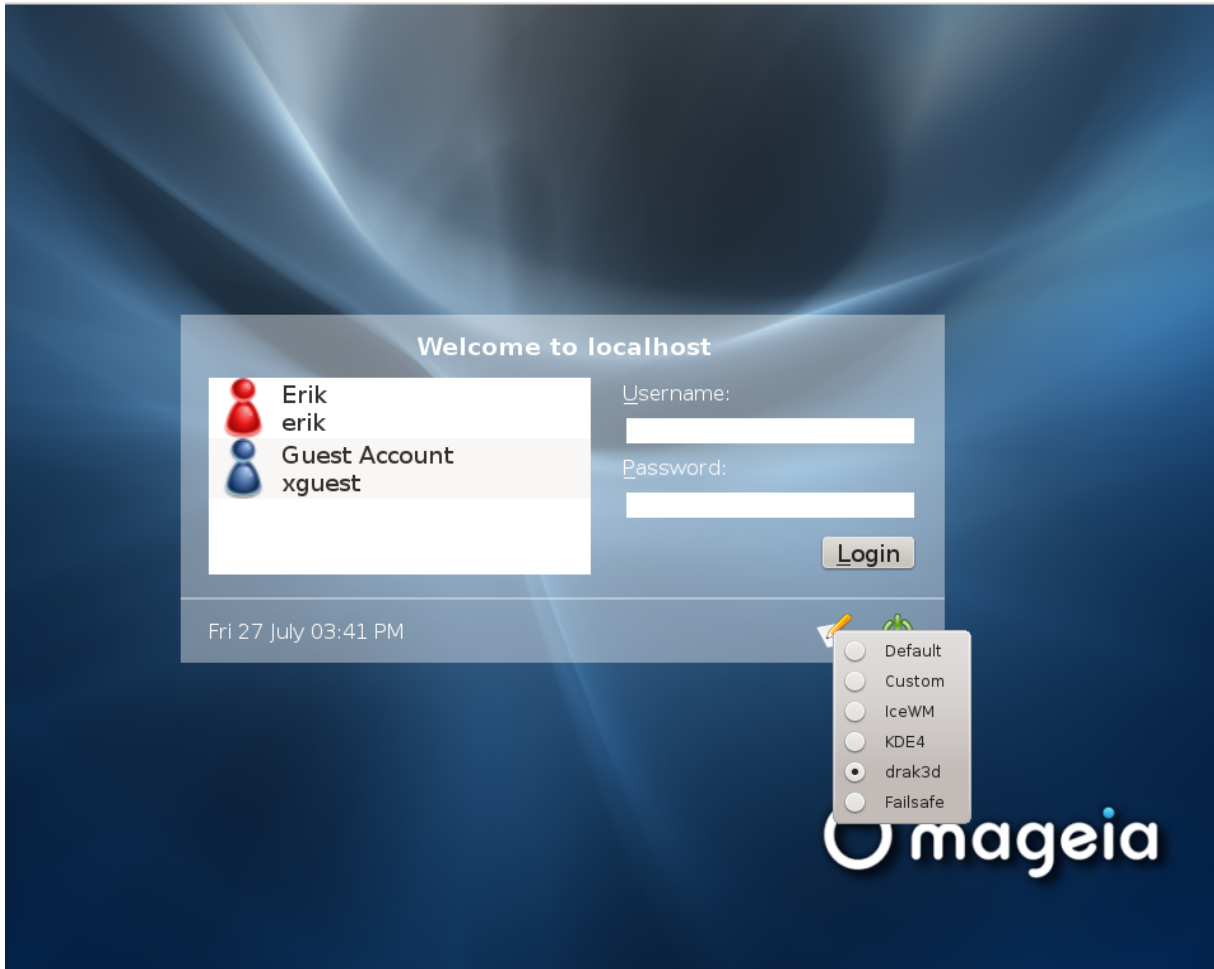 Welcome to localhost
Erik
erik
Guest Account
xguest
Username:
Password:
Login
Fri 27 July 03:41 PM
Default
Custom
IceWM
KDE4
drak3d
Failsafe
mageia